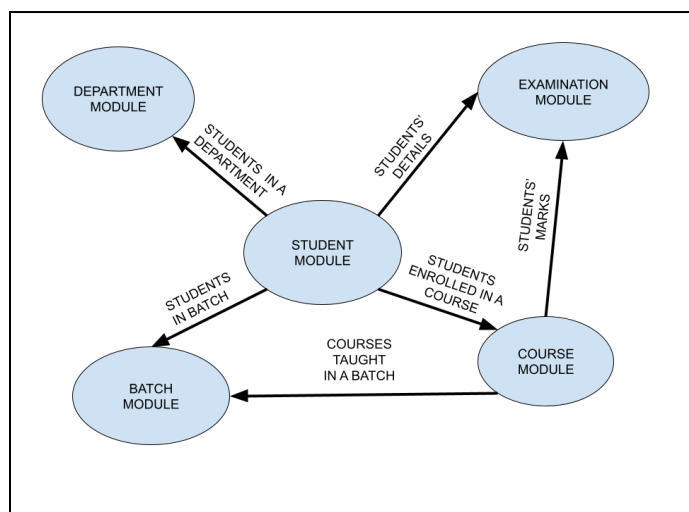 DEPARTMENT
MODULE
EXAMINATION
MODULE
STUDENTS IN A
DEPARTMENT
STUDENTS'
DETAILS
STUDENTS'
MARKS
STUDENT
MODULE
STUDENTS
ENROLLED IN A
COURSE
STUDENTS
IN BATCH
COURSES
TAUGHT
IN A BATCH
COURSE
MODULE
BATCH
MODULE